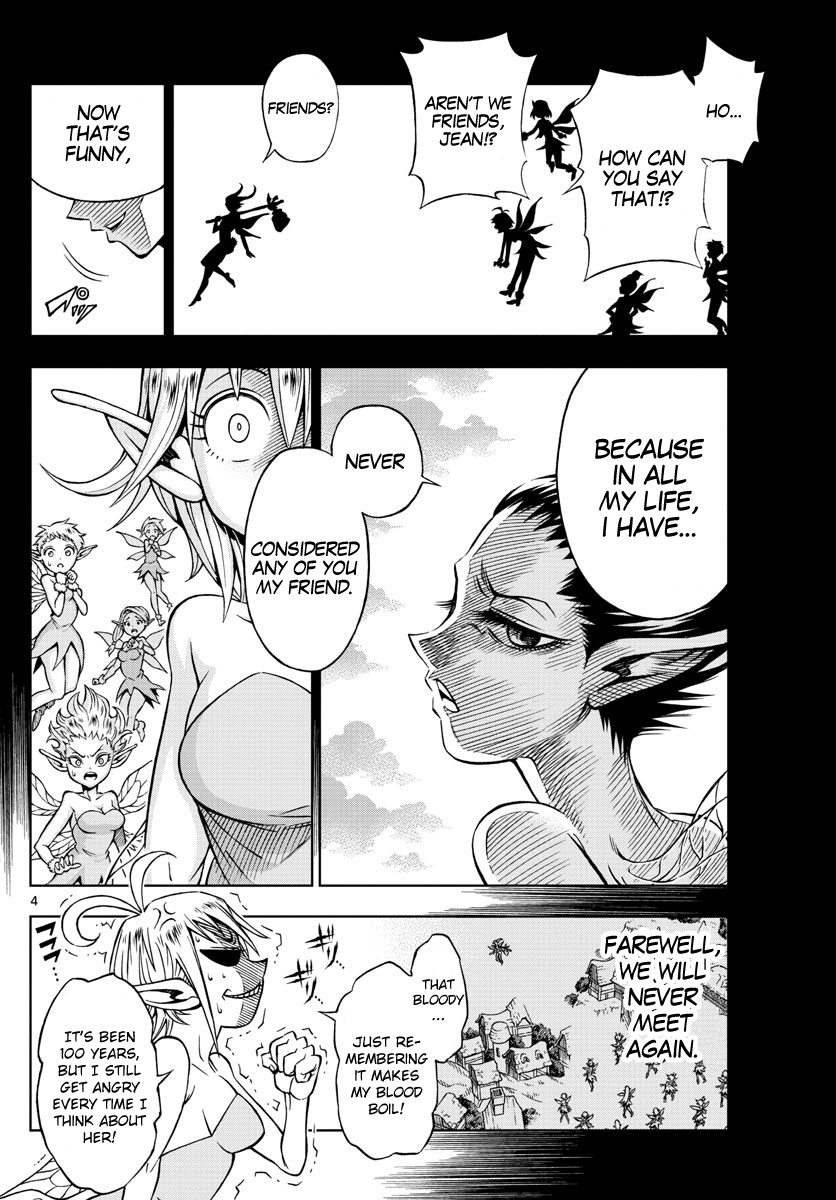 HO...
HOW CAN
YOU SAY
THAT!?
AREN'T WE
FRIENDS,
JEAN!?
FRIENDS?
NOW
THAT'S
FUNNY,
BECAUSE
IN ALL
MY LIFE,
I HAVE...
NEVER
CONSIDERED
ANY OF YOU
MY FRIEND.
FAREWELL,
WE WILL
NEVER
MEET
AGAIN.
THAT
BLOODY
...
JUST RE-
MEMBERING
IT MAKES
MY BLOOD
BOIL!
IT'S BEEN
100 YEARS,
BUT I STILL
GET ANGRY
EVERY TIME I
THINK ABOUT
HER!
4